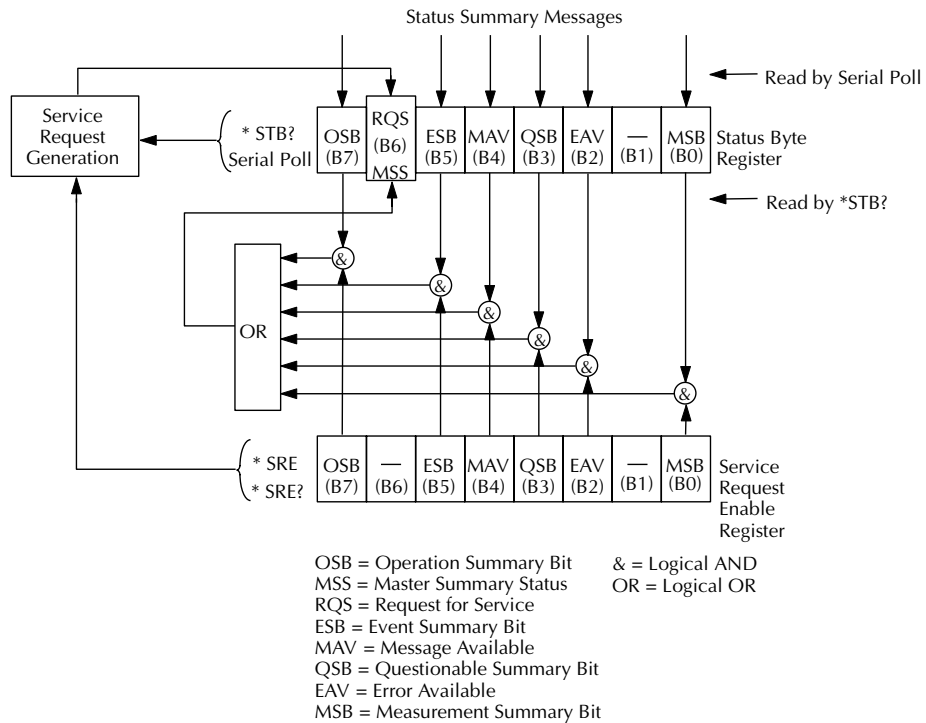 Status Summary Messages
Read by Serial Poll
Service
Request
Generation
* STB?
Serial Poll
OSB
(B7)
RQS
(B6)
MSS
ESB
(B5)
MAV
(B4)
QSB
(B3)
EAV
(B2)
—
(B1)
MSB
(B0)
Status Byte
Register
Read by *STB?
&
&
&
&
&
&
OR
* SRE
* SRE?
OSB
(B7)
—
(B6)
ESB
(B5)
MAV
(B4)
QSB
(B3)
EAV
(B2)
—
(B1)
MSB
(B0)
Service
Request
Enable
Register
OSB = Operation Summary Bit
MSS = Master Summary Status
RQS = Request for Service
ESB = Event Summary Bit
MAV = Message Available
QSB = Questionable Summary Bit
EAV = Error Available
MSB = Measurement Summary Bit
& = Logical AND
OR = Logical OR